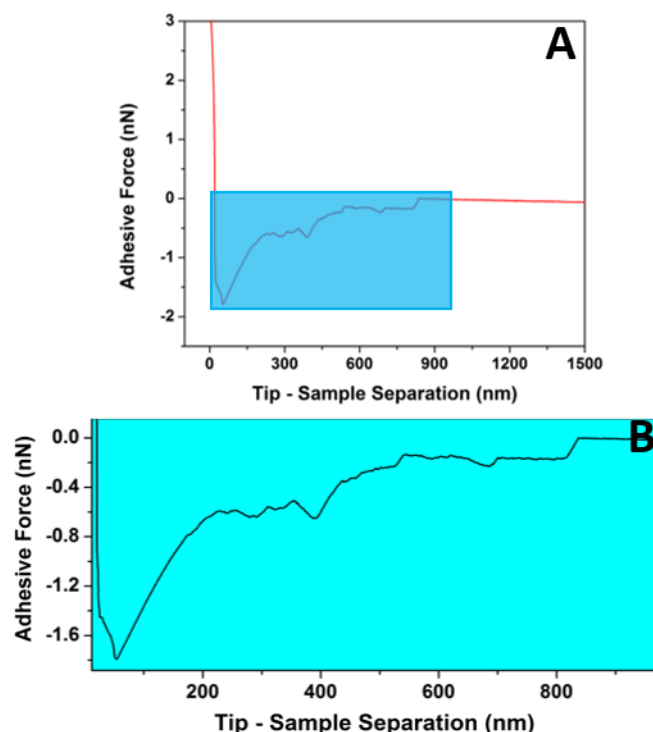 A
3
2
1
0
-1
-2
Adhesive Force (nN)
0 300 600 900 1200 1500
Tip - Sample Separation (nm)
B
0.0
-0.4
-0.8
-1.2
-1.6
Adhesive Force (nN)
200 400 600 800
Tip - Sample Separation (nm)